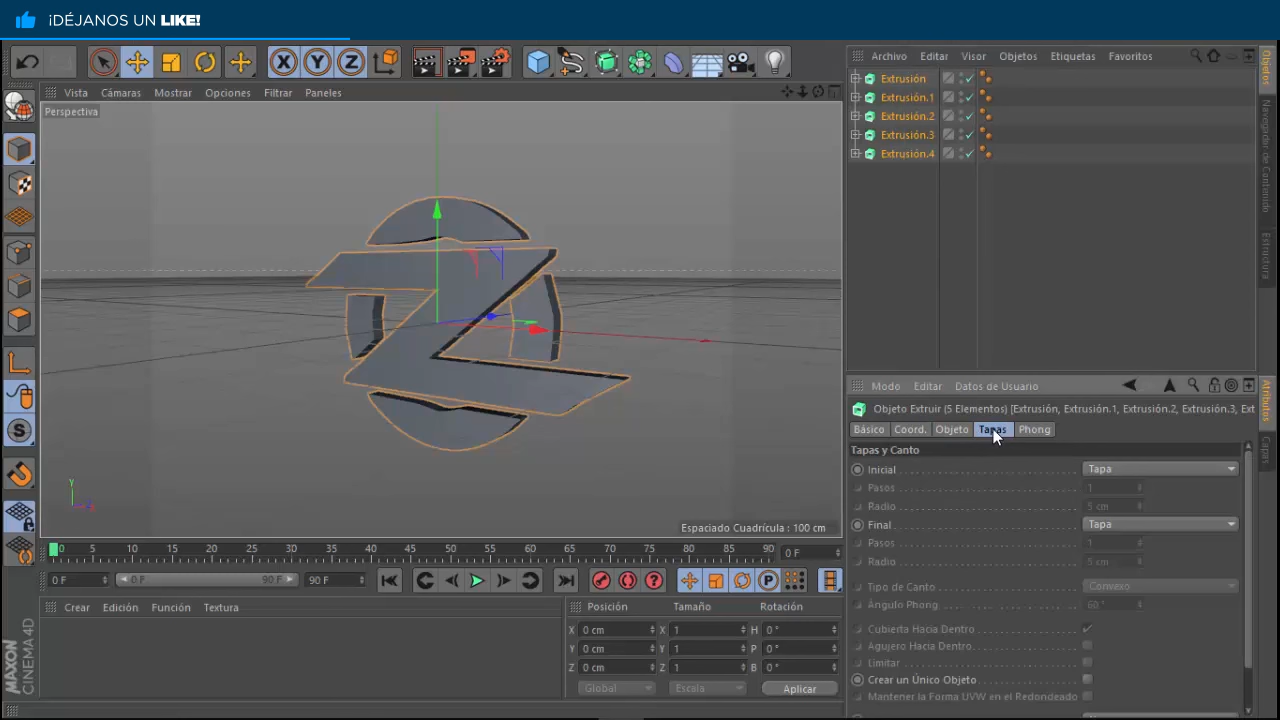 ¡DÉJANOS UN LIKE!
X Y Z
Vista Cámaras Mostrar Opciones Filtrar Paneles
Perspectiva
Y
Espaciado Cuadrícula : 100 cm
S
P
0 5 10 15 20 25 30 35 40 45 50 55 60 65 70 75 80 85 90 0 F
0 F 0 F 90 F 90 F
Crear Edición Función Textura
Posición Tamaño Rotación
X 0 cm X 1 H 0 °
Y 0 cm Y 1 P 0 °
Z 0 cm Z 1 B 0 °
Global Escala Aplicar
MAXON
CINEMA 4D
Archivo Editar Visor Objetos Etiquetas Favoritos
Extrusión
Extrusión.1
Extrusión.2
Extrusión.3
Extrusión.4
Objetos
Navegador de Contenido
Estructura
Modo Editar Datos de Usuario
Objeto Extruir (5 Elementos) [Extrusión, Extrusión.1, Extrusión.2, Extrusión.3, Ext
Básico Coord. Objeto Tapas Phong
Tapas y Canto
Inicial Tapa
Pasos 1
Radio 5 cm
Final Tapa
Pasos 1
Radio 5 cm
Tipo de Canto Convexo
Ángulo Phong 60 °
Cubierta Hacia Dentro
Agujero Hacia Dentro
Limitar
Crear un Único Objeto
Mantener la Forma UVW en el Redondeado
Atributos
Capas